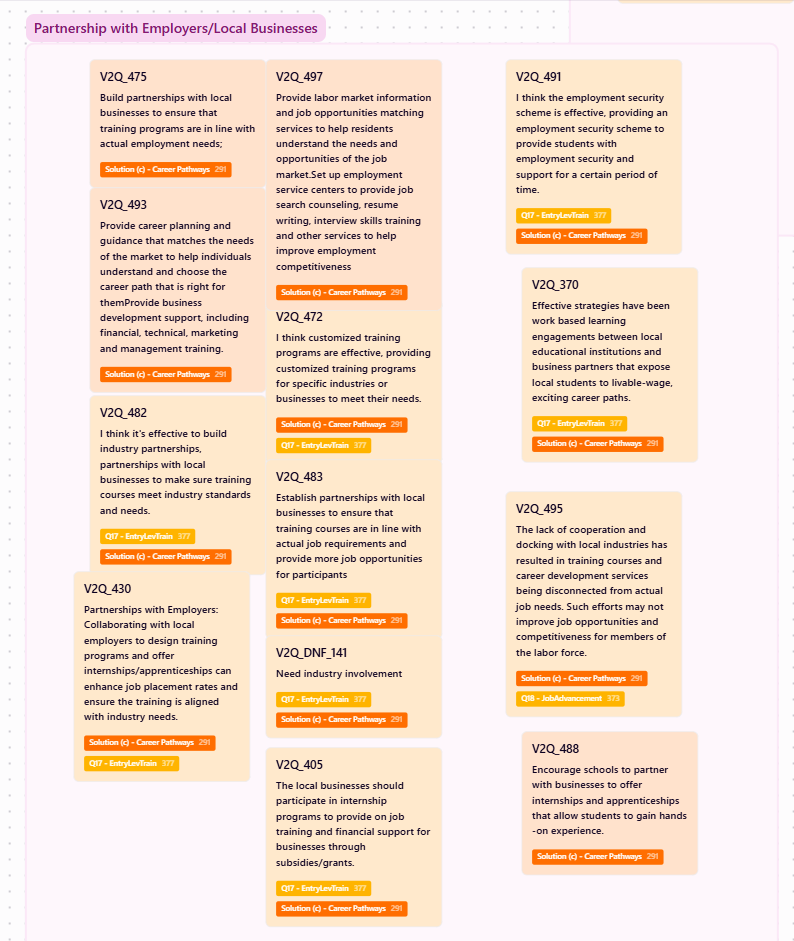 Partnership with Employers/Local Businesses
V2Q_475
Build partnerships with local
businesses to ensure that
training programs are in line with
actual employment needs;
Solution (c) - Career Pathways 291
V2Q_493
Provide career planning and
guidance that matches the needs
of the market to help individuals
understand and choose the
career path that is right for
themProvide business
development support, including
financial, technical, marketing
and management training.
Solution (c) - Career Pathways 291
V2Q_482
I think it's effective to build
industry partnerships,
partnerships with local
businesses to make sure training
courses meet industry standards
and needs.
Q17 - EntryLevTrain 377
Solution (c) - Career Pathways 291
V2Q_430
Partnerships with Employers:
Collaborating with local
employers to design training
programs and offer
internships/apprenticeships can
enhance job placement rates and
ensure the training is aligned
with industry needs.
Solution (c) - Career Pathways 291
Q17 - EntryLevTrain 377
V2Q_497
Provide labor market information
and job opportunities matching
services to help residents
understand the needs and
opportunities of the job
market.Set up employment
service centers to provide job
search counseling, resume
writing, interview skills training
and other services to help
improve employment
competitiveness
Solution (c) - Career Pathways 291
V2Q_472
I think customized training
programs are effective, providing
customized training programs
for specific industries or
businesses to meet their needs.
Solution (c) - Career Pathways 291
Q17 - EntryLevTrain 377
V2Q_483
Establish partnerships with local
businesses to ensure that
training courses are in line with
actual job requirements and
provide more job opportunities
for participants
Q17 - EntryLevTrain 377
Solution (c) - Career Pathways 291
V2Q_DNF_141
Need industry involvement
Q17 - EntryLevTrain 377
Solution (c) - Career Pathways 291
V2Q_405
The local businesses should
participate in internship
programs to provide on job
training and financial support for
businesses through
subsidies/grants.
Q17 - EntryLevTrain 377
Solution (c) - Career Pathways 291
V2Q_491
I think the employment security
scheme is effective, providing an
employment security scheme to
provide students with
employment security and
support for a certain period of
time.
Q17 - EntryLevTrain 377
Solution (c) - Career Pathways 291
V2Q_370
Effective strategies have been
work based learning
engagements between local
educational institutions and
business partners that expose
local students to livable-wage,
exciting career paths.
Q17 - EntryLevTrain 377
Solution (c) - Career Pathways 291
V2Q_495
The lack of cooperation and
docking with local industries has
resulted in training courses and
career development services
being disconnected from actual
job needs. Such efforts may not
improve job opportunities and
competitiveness for members of
the labor force.
Solution (c) - Career Pathways 291
Q18 - JobAdvancement 373
V2Q_488
Encourage schools to partner
with businesses to offer
internships and apprenticeships
that allow students to gain hands
-on experience.
Solution (c) - Career Pathways 291